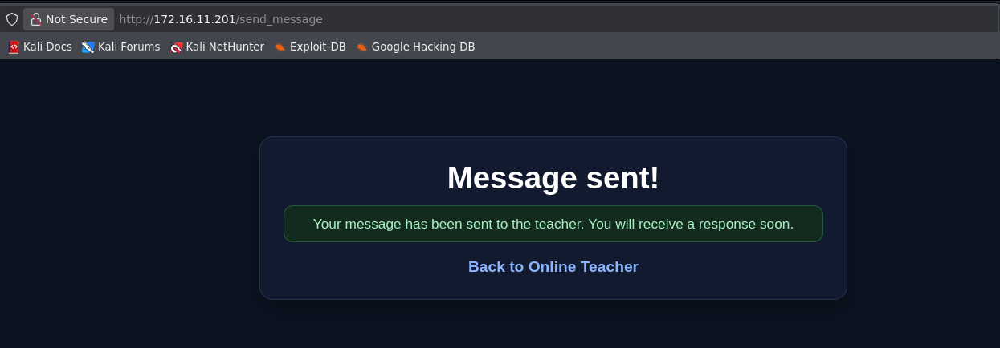 Not Secure http://172.16.11.201/send_message
Kali Docs Kali Forums Kali NetHunter Exploit-DB Google Hacking DB
Message sent!
Your message has been sent to the teacher. You will receive a response soon.
Back to Online Teacher